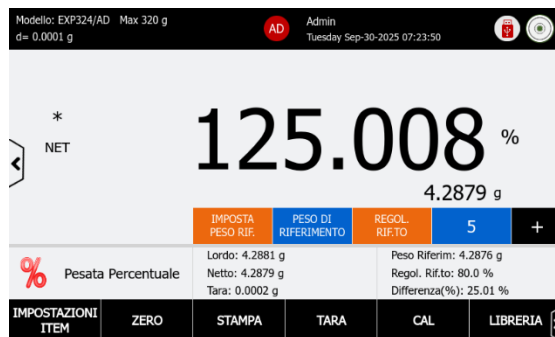 Modello: EXP324/AD Max 320 g
d= 0.0001 g
AD
Admin
Tuesday Sep-30-2025 07:23:50
*
NET
125.008 %
4.2879 g
IMPOSTA
PESO RIF.
PESO DI
RIFERIMENTO
REGOL.
RIF.TO
5
+
% Pesata Percentuale
Lordo: 4.2881 g
Netto: 4.2879 g
Tara: 0.0002 g
Peso Riferim: 4.2876 g
Regol. Rif.to: 80.0 %
Differenza(%): 25.01 %
IMPOSTAZIONI
ITEM
ZERO
STAMPA
TARA
CAL
LIBRERIA